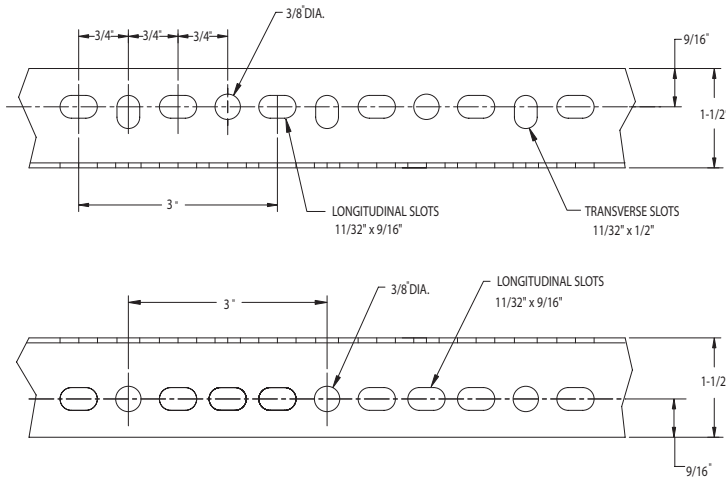 3/8"DIA.
3/4" 3/4" 3/4"
9/16"
1-1/2"
3 "
LONGITUDINAL SLOTS
11/32" x 9/16"
TRANSVERSE SLOTS
11/32" x 1/2"
3 "
3/8"DIA.
LONGITUDINAL SLOTS
11/32" x 9/16"
1-1/2
9/16"